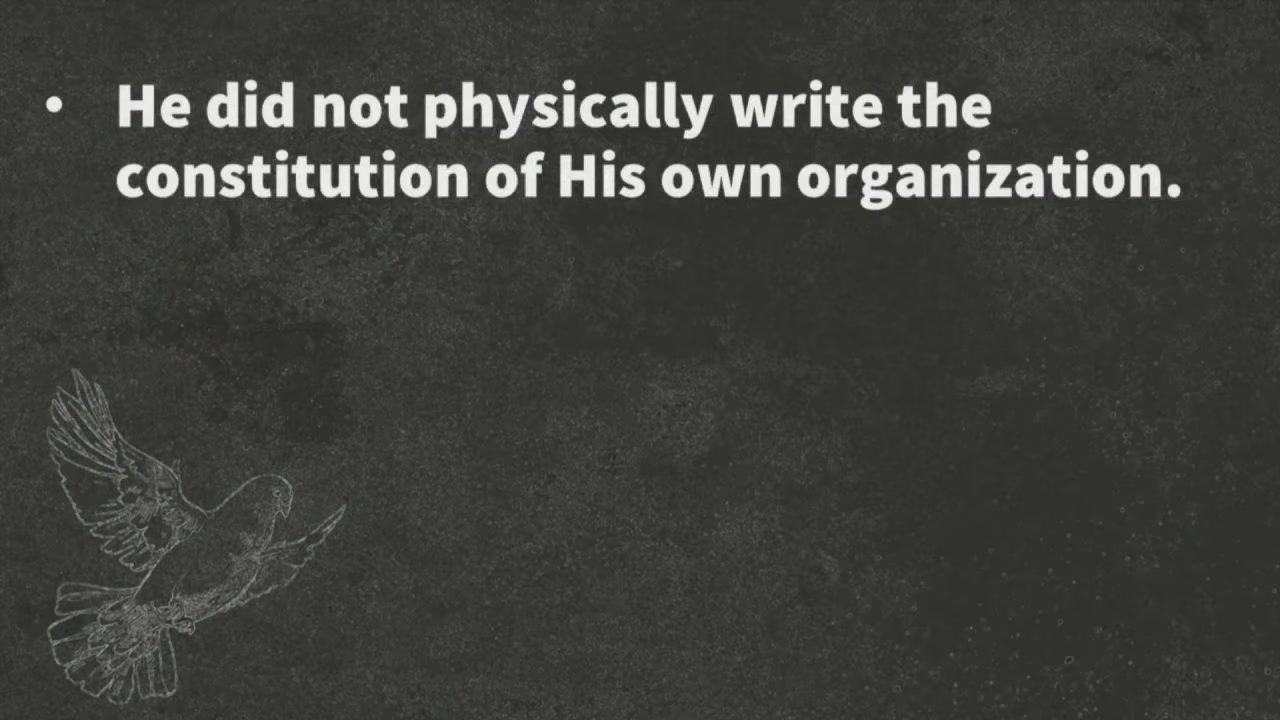 • He did not physically write the
constitution of His own organization.